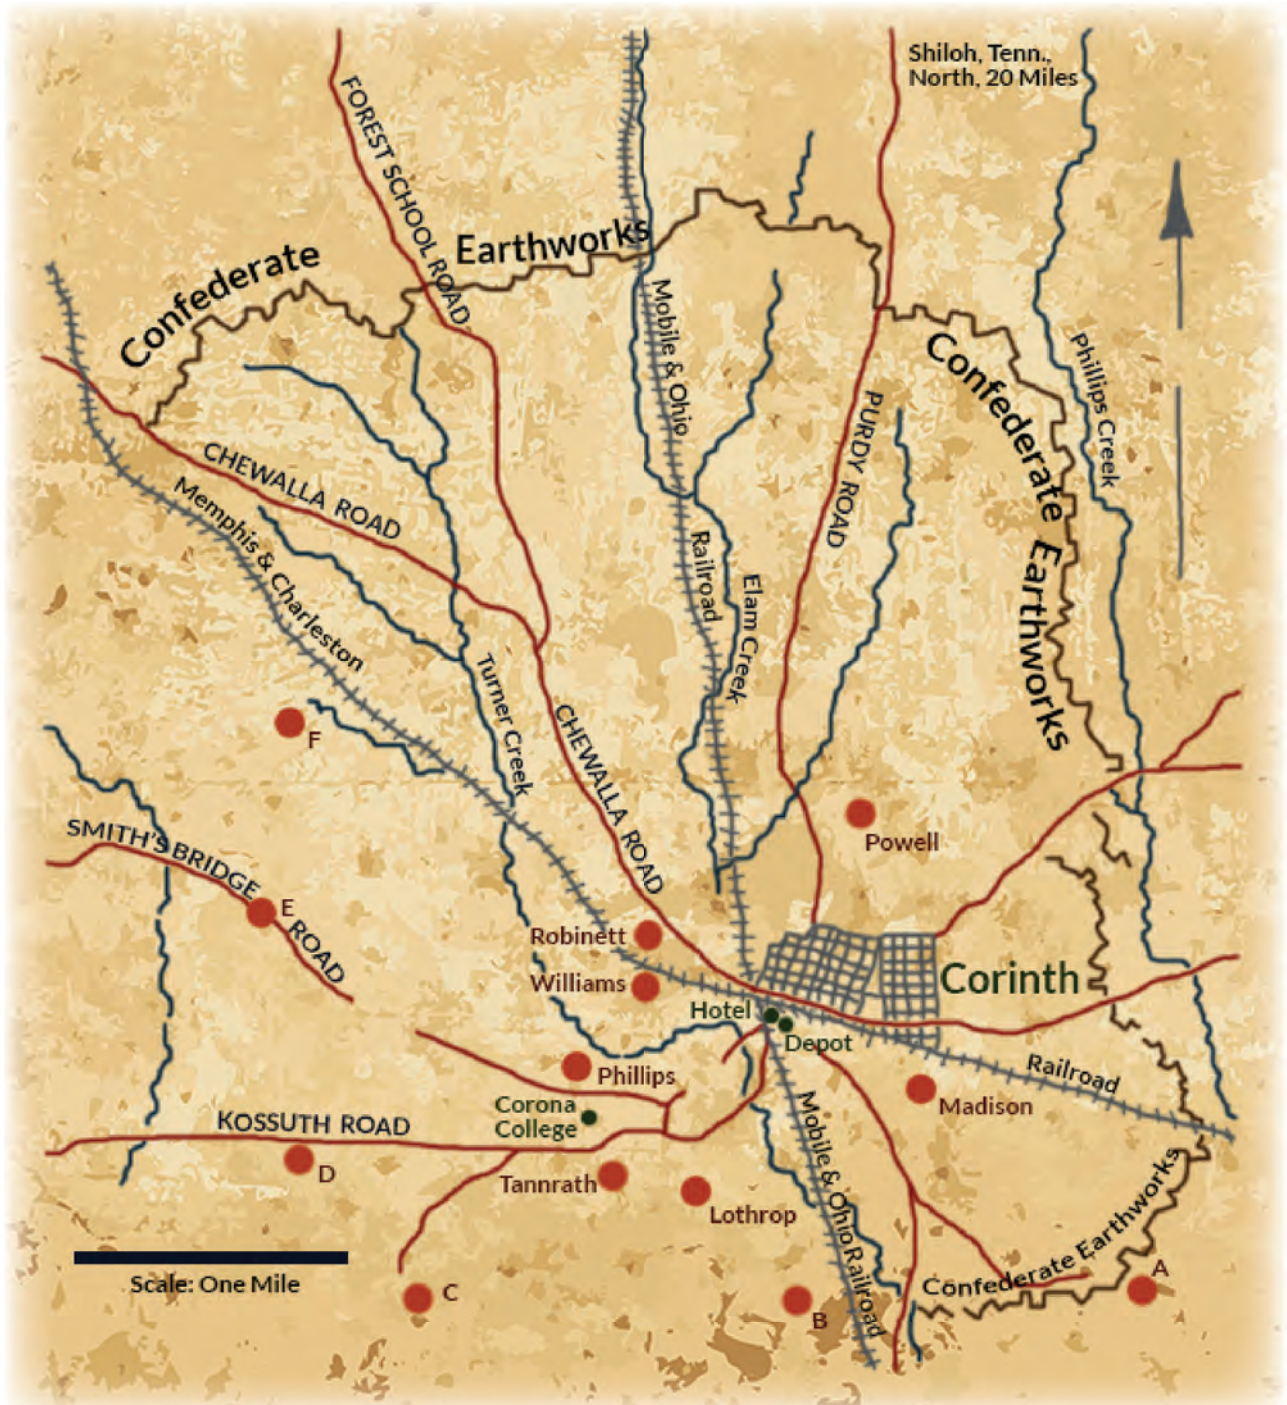 Shiloh, Tenn.,
North, 20 Miles
FOREST SCHOOL ROAD
Confederate
Earthworks
Mobile & Ohio
Railroad
Confederate
Earthworks
Phillips Creek
PURDY ROAD
CHEWALLA ROAD
Memphis & Charleston
Elam Creek
Turner Creek
CHEWALLA ROAD
F
SMITH'S BRIDGE
ROAD
E
Powell
Robinett
Williams
Corinth
Hotel
Depot
Railroad
Phillips
Madison
Corona
College
KOSSUTH ROAD
D
Tannrath
Lothrop
Mobile & Ohio Railroad
Confederate Earthworks
A
Scale: One Mile
C
B